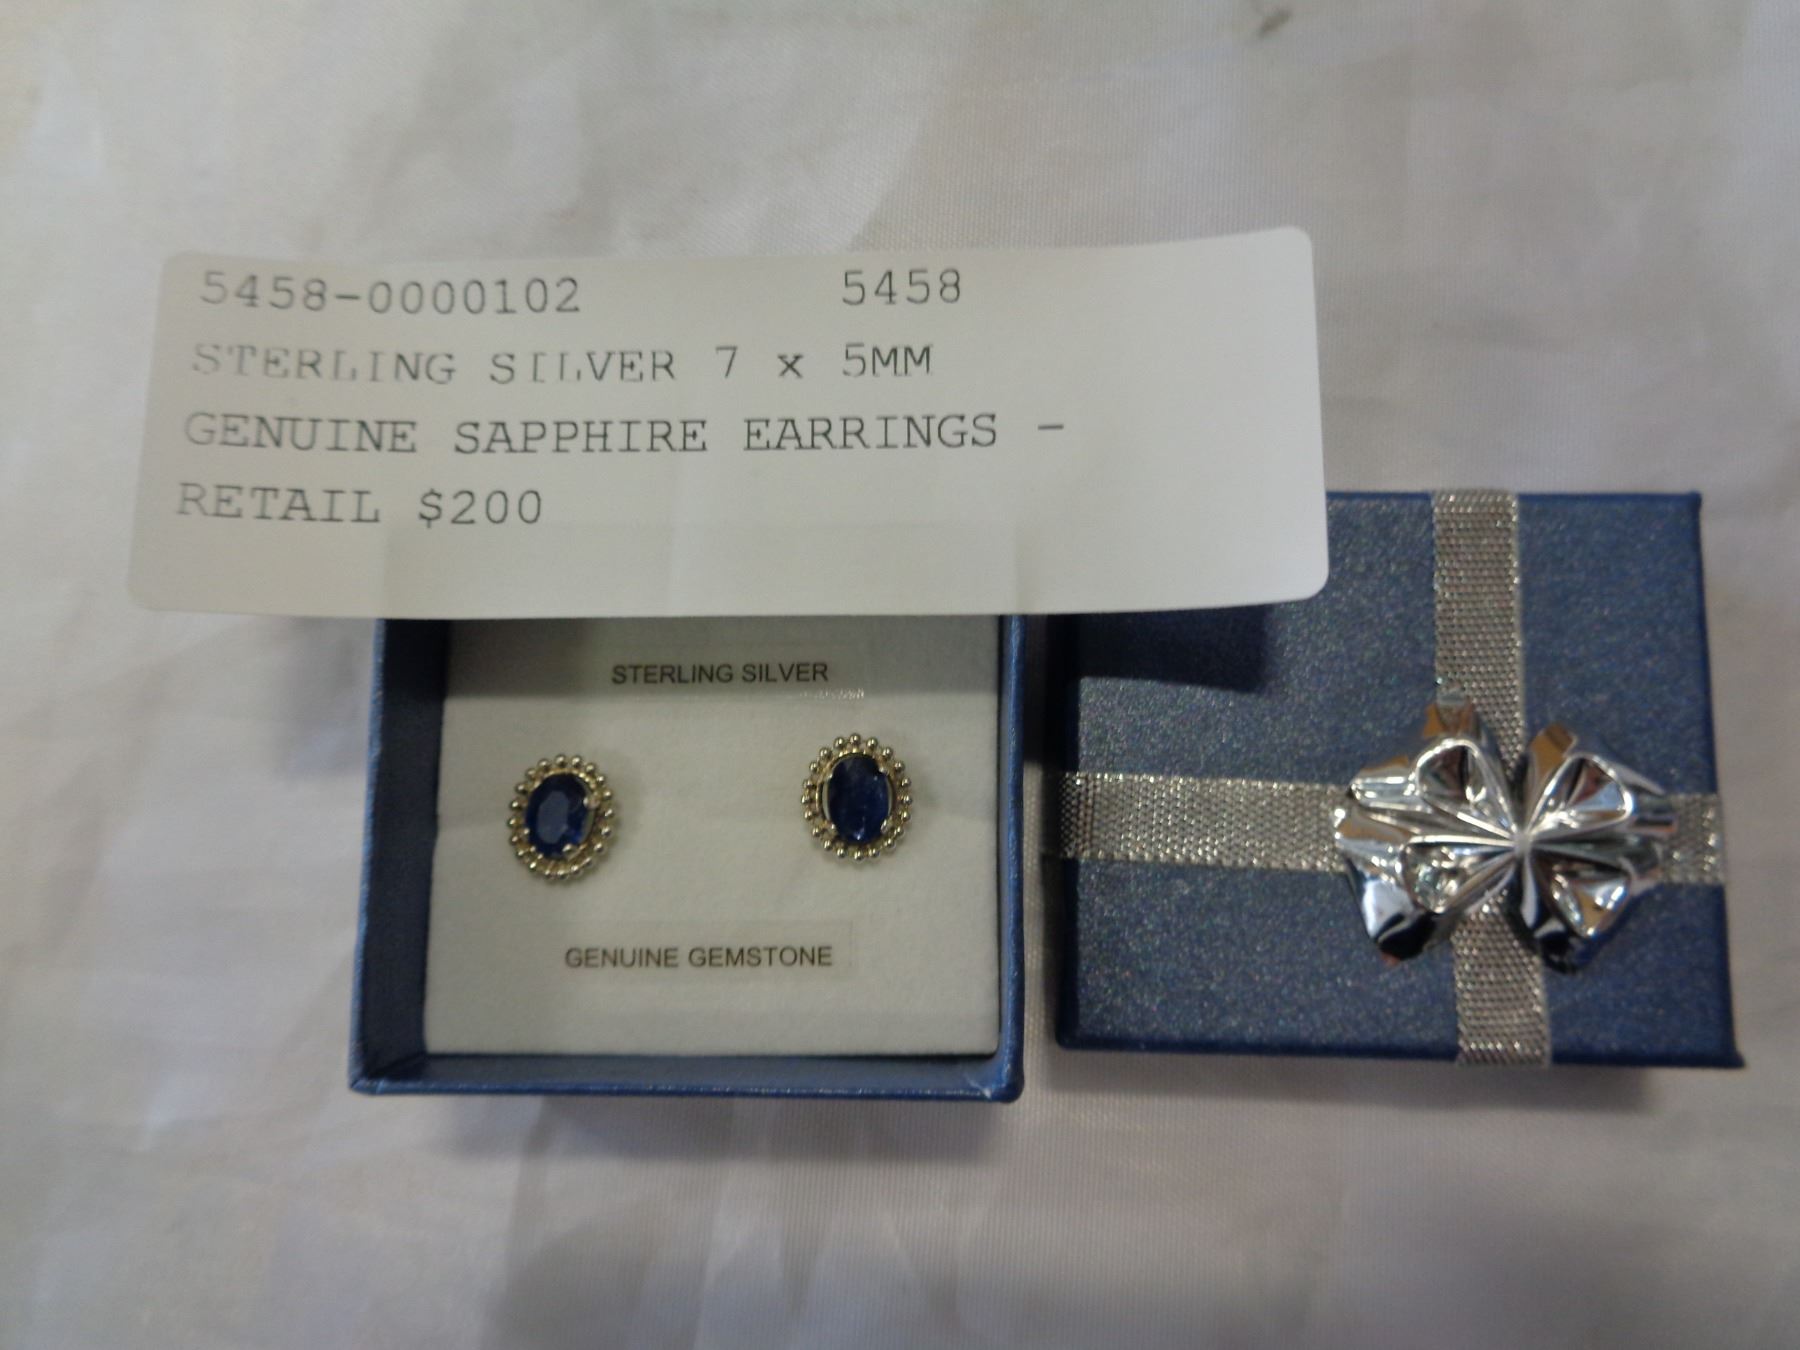 5458-0000102 5458
STERLING SILVER 7 x 5MM
GENUINE SAPPHIRE EARRINGS -
RETAIL $200
STERLING SILVER
GENUINE GEMSTONE